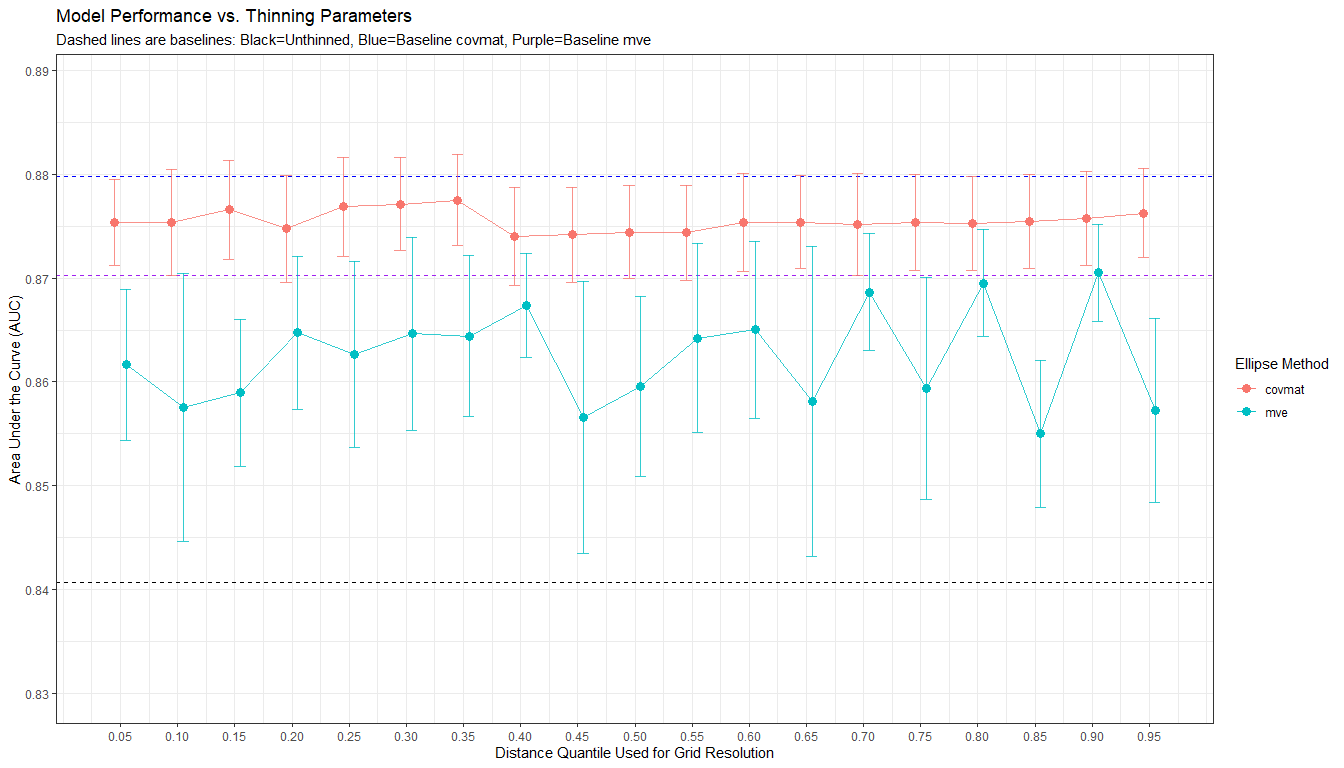 Model Performance vs. Thinning Parameters
Dashed lines are baselines: Black=Unthinned, Blue=Baseline covmat, Purple=Baseline mve
0.89
0.88
0.87
0.86
0.85
0.84
0.83
Area Under the Curve (AUC)
0.05 0.10 0.15 0.20 0.25 0.30 0.35 0.40 0.45 0.50 0.55 0.60 0.65 0.70 0.75 0.80 0.85 0.90 0.95
Distance Quantile Used for Grid Resolution
Ellipse Method
covmat
mve